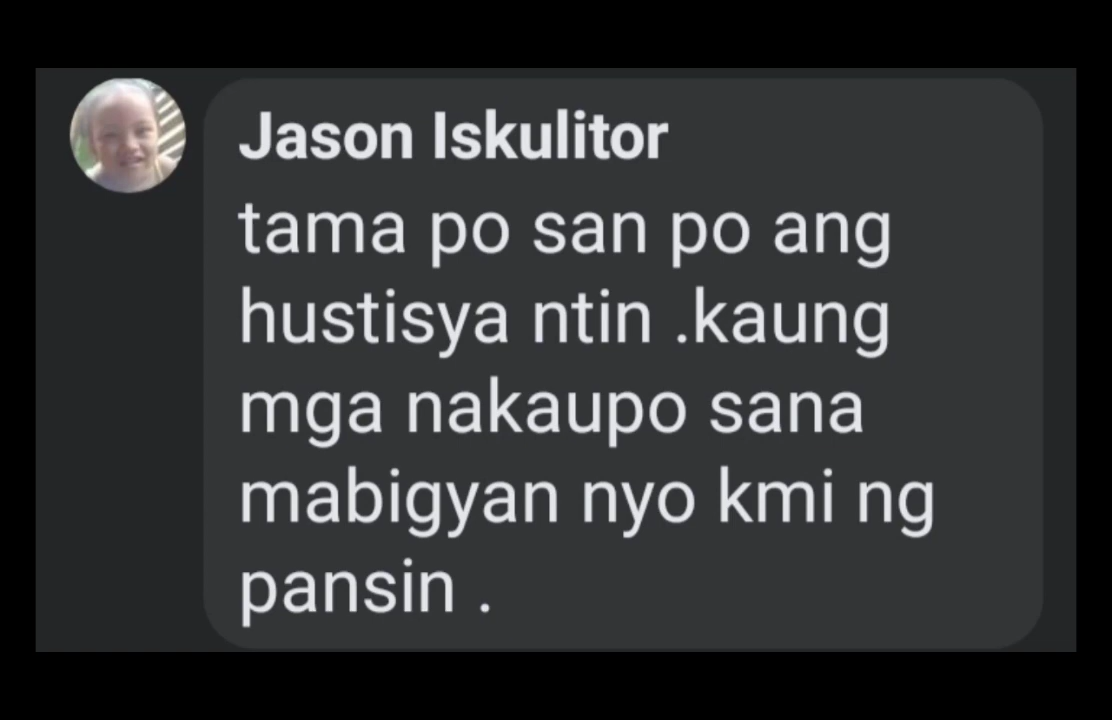 Jason Iskulitor
tama po san po ang
hustisya ntin .kaung
mga nakaupo sana
mabigyan nyo kmi ng
pansin .